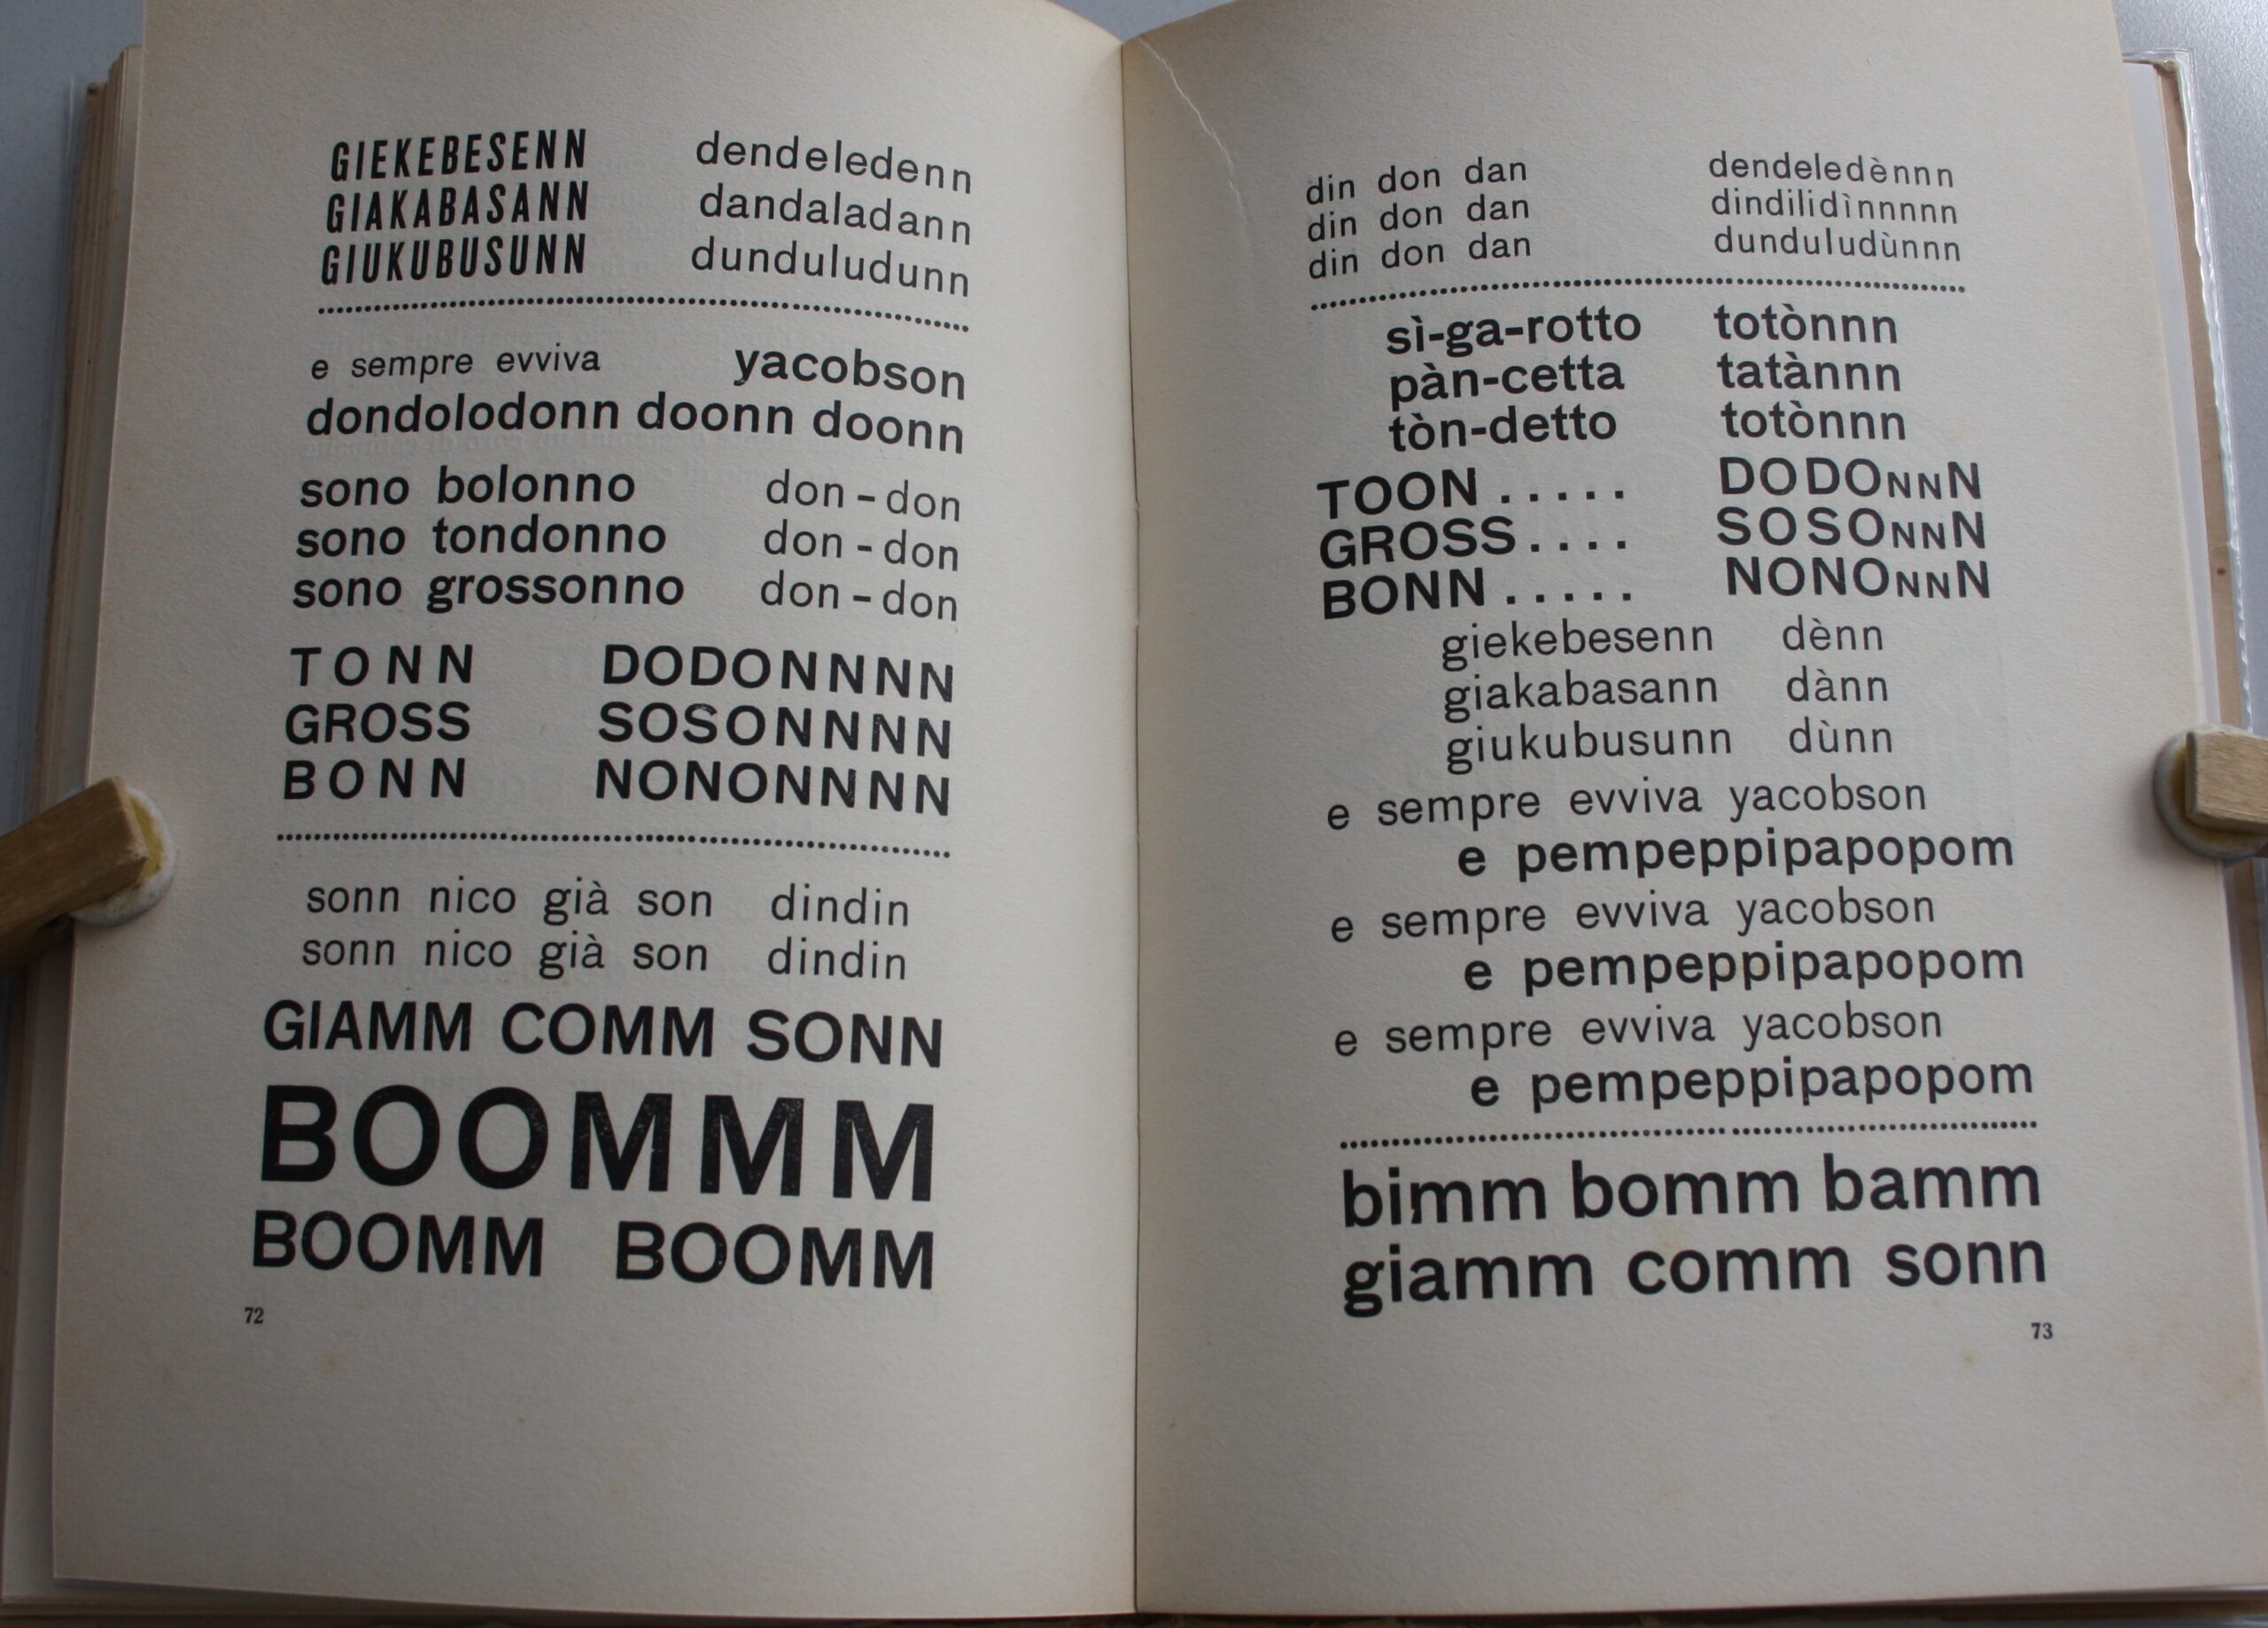 GIEKEBESENN dendeledenn
GIAKABASANN dandaladann
GIUKUBUSUNN dunduludunn
e sempre evviva yacobson
dondolodonn doonn doonn
sono bolonno don – don
sono tondonno don – don
sono grossonno don – don
TONN DODONNNN
GROSS SOSONNNN
BONN NONONNNN
sonn nico già son dindin
sonn nico già son dindin
GIAMM COMM SONN
BOOMMM
BOOMM BOOMM
72
din don dan dendeledènnn
din don dan dindilidìnnnnn
din don dan dunduludùnnn
sì-ga-rotto totònnn
pàn-cetta tatànnn
tòn-detto totònnn
TOON ..... DODONNN
GROSS .... SOSONNN
BONN ..... NONONNN
giekebesenn dènn
giakabasann dànn
giukubusunn dùnn
e sempre evviva yacobson
e pempeppipapopom
e sempre evviva yacobson
e pempeppipapopom
e sempre evviva yacobson
e pempeppipapopom
bimm bomm bamm
giamm comm sonn
73